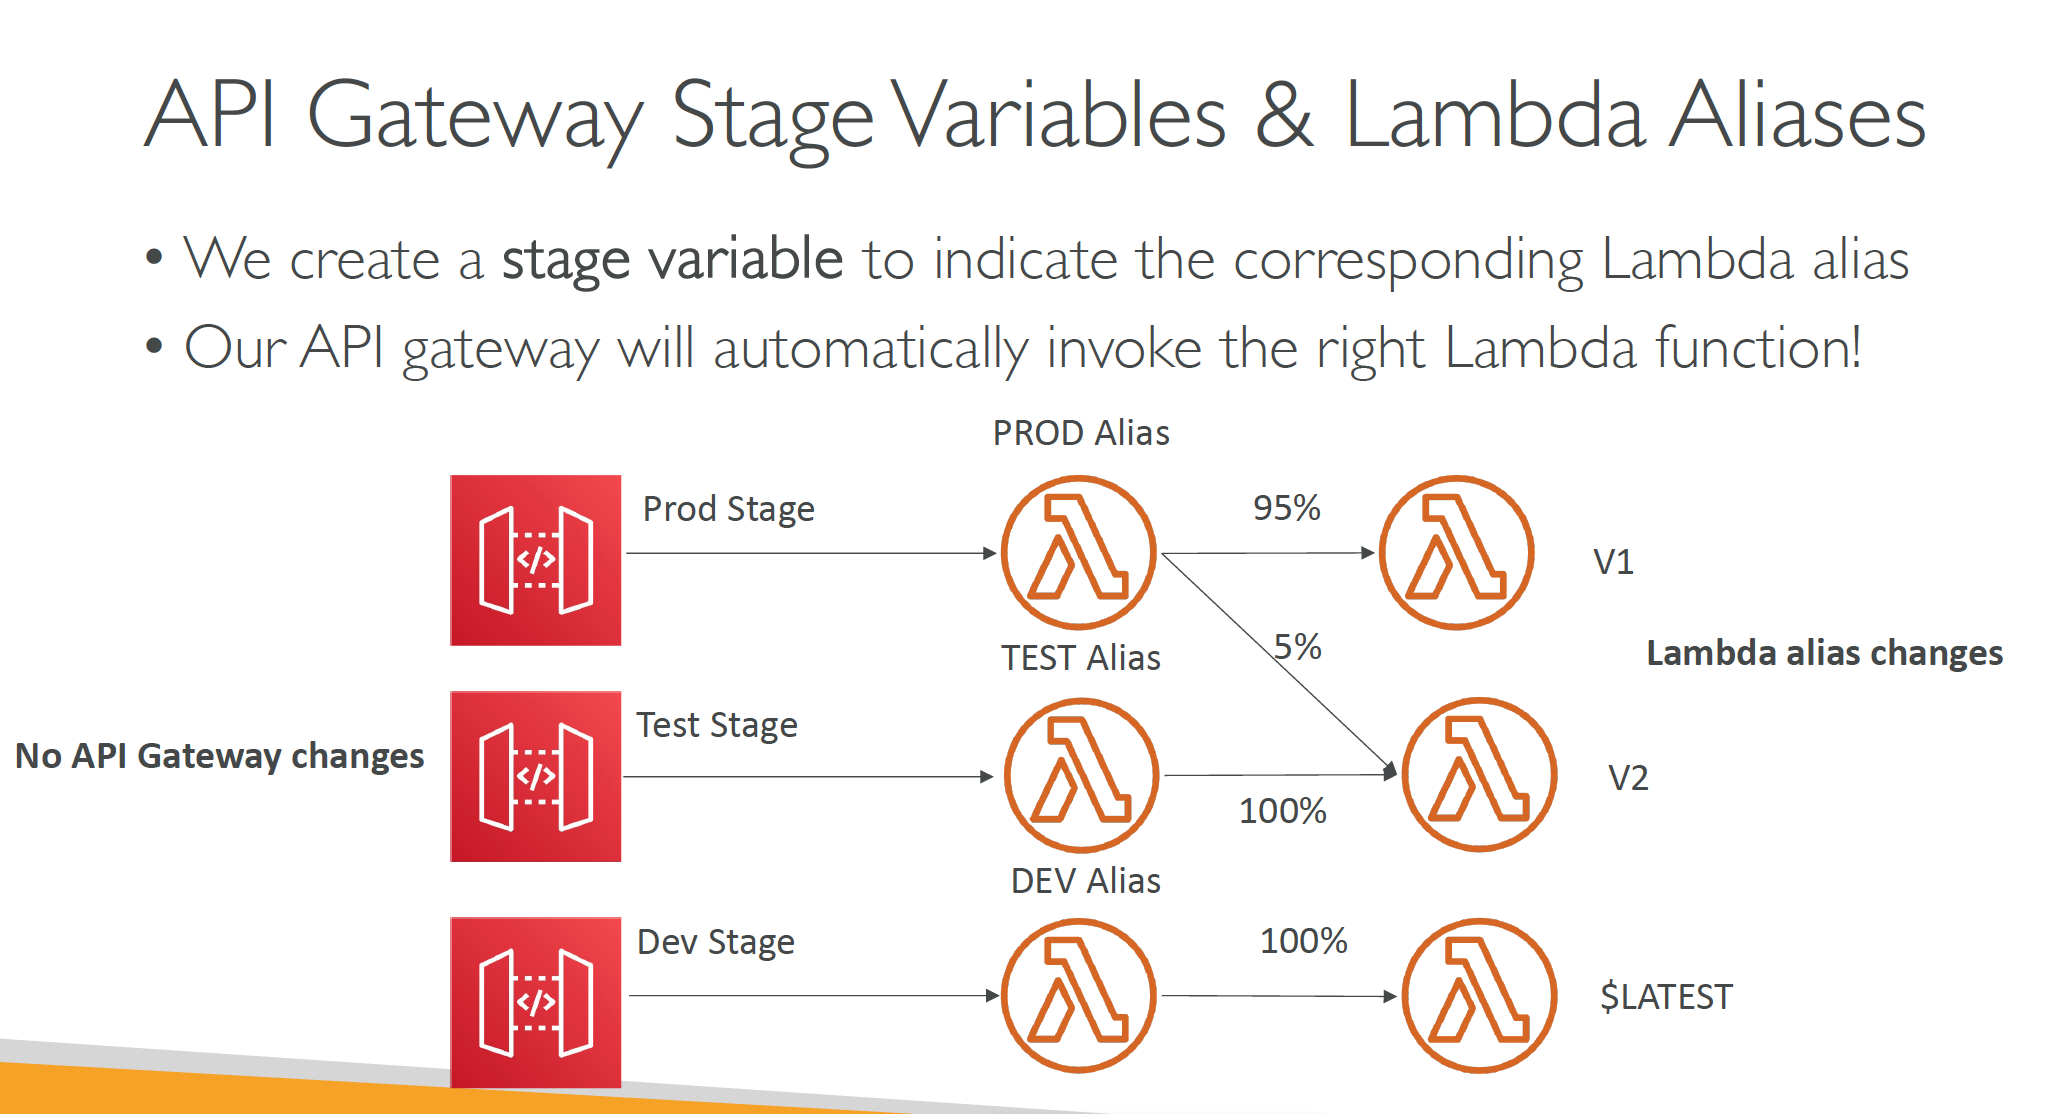 API Gateway Stage Variables & Lambda Aliases
• We create a stage variable to indicate the corresponding Lambda alias
• Our API gateway will automatically invoke the right Lambda function!
PROD Alias
Prod Stage
95%
V1
5%
TEST Alias
Lambda alias changes
Test Stage
No API Gateway changes
V2
100%
DEV Alias
Dev Stage
100%
$LATEST